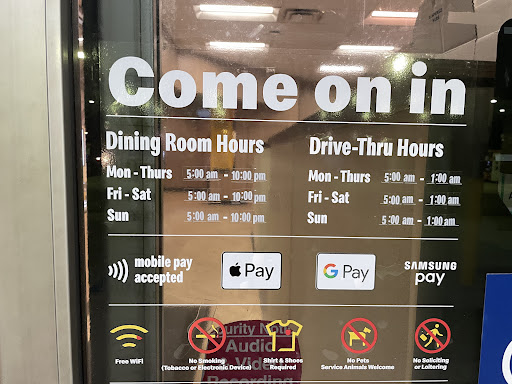 Come on in
Dining Room Hours
Mon - Thurs 5:00 am - 10:00 pm
Fri - Sat 5:00 am - 10:00 pm
Sun 5:00 am - 10:00 pm
Drive-Thru Hours
Mon - Thurs 5:00 am - 1:00 am
Fri - Sat 5:00 am - 1:00 am
Sun 5:00 am - 1:00 am
mobile pay
accepted
Pay
G Pay
SAMSUNG
pay
Free WiFi
No Smoking
(Tobacco or Electronic Device)
Shirt & Shoes
Required
No Pets
Service Animals Welcome
No Soliciting
or Loitering
Audio
Video
Recording